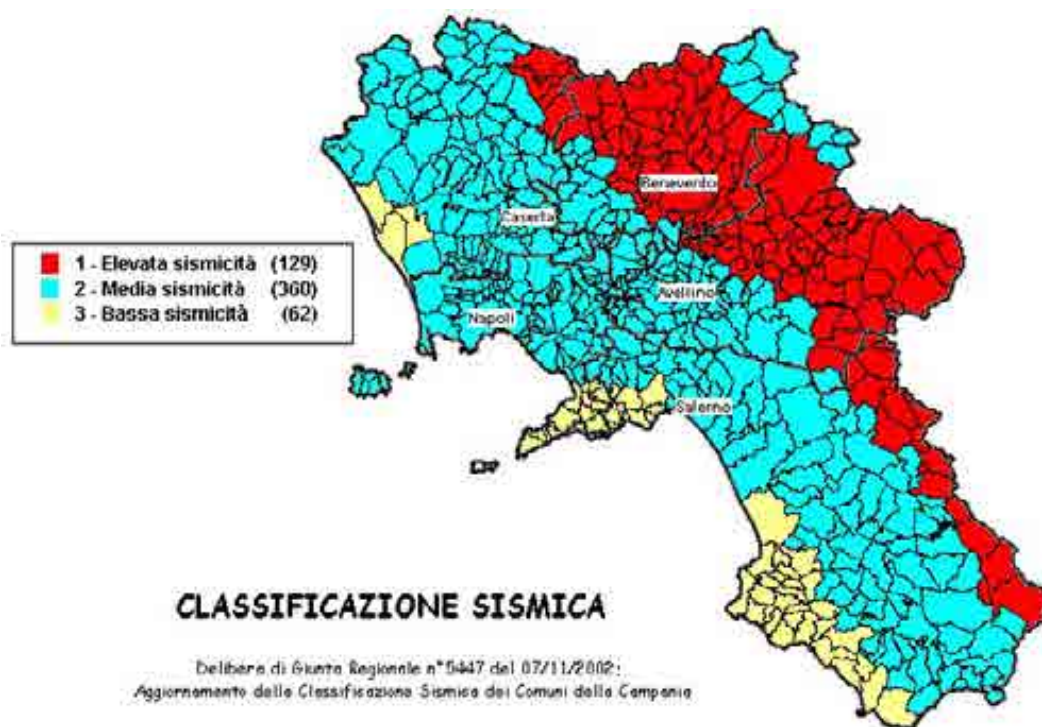 Benevento
Caserta
1 - Elevata sismicità (129)
2 - Media sismicità (360)
3 - Bassa sismicità (62)
Avellino
Napoli
Salerno
CLASSIFICAZIONE SISMICA
Delibera di Giunta Regionale n°5447 del 07/11/2002:
Aggiornamento della Classificazione Sismica dei Comuni della Campania